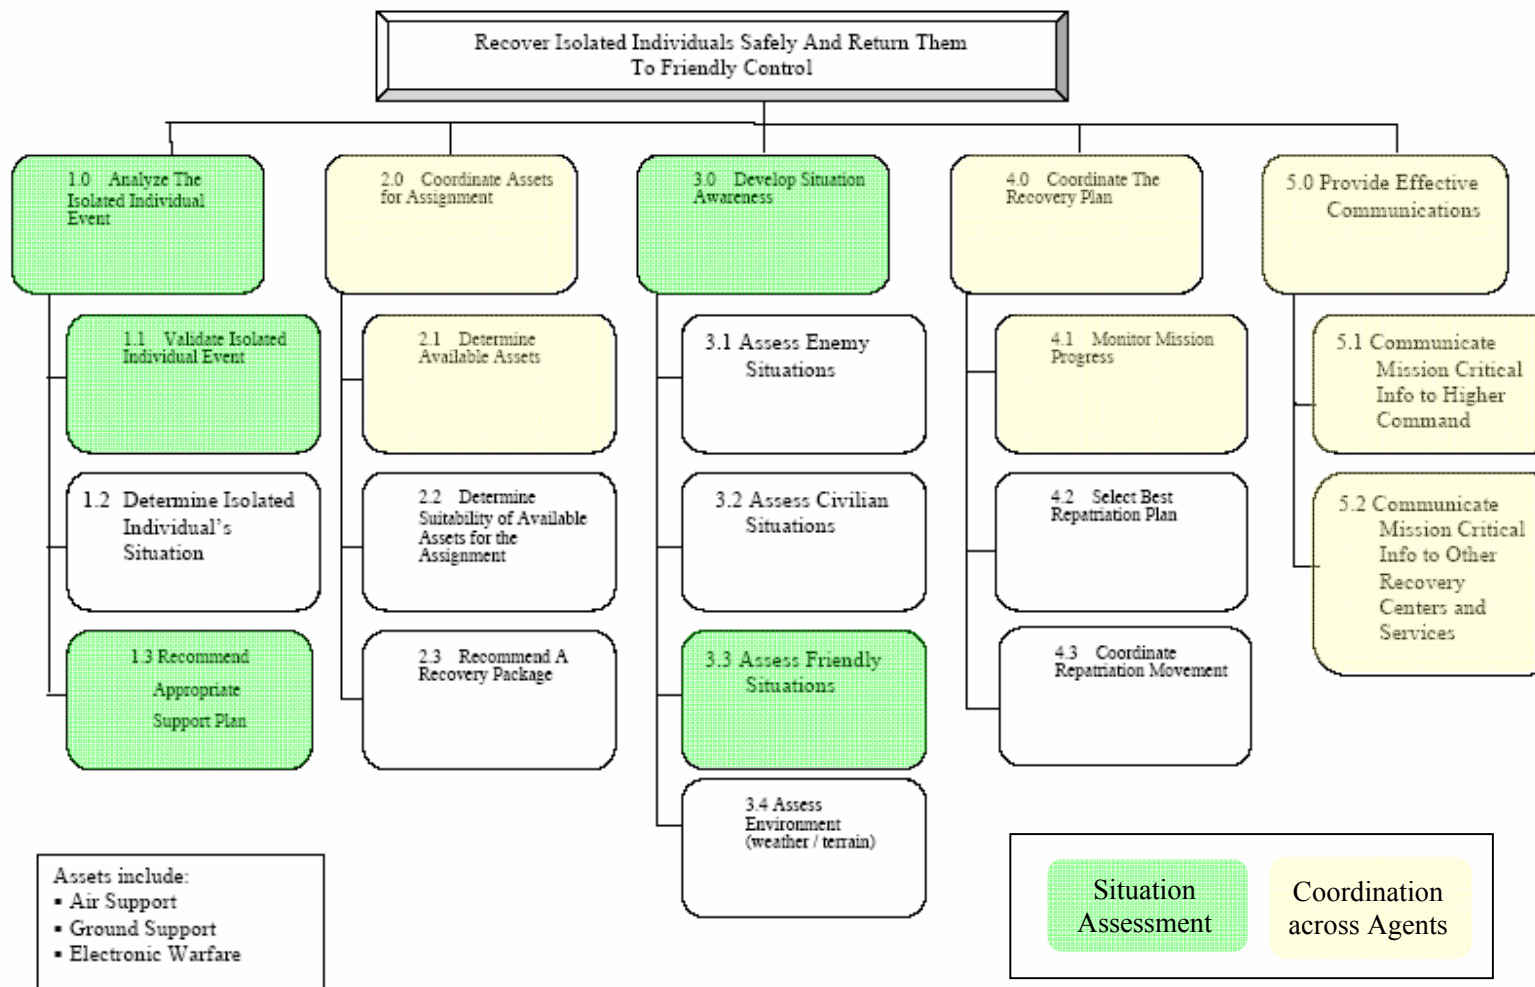 Recover Isolated Individuals Safely And Return Them
To Friendly Control
1.0 Analyze The
Isolated Individual
Event
2.0 Coordinate Assets
for Assignment
3.0 Develop Situation
Awareness
4.0 Coordinate The
Recovery Plan
5.0 Provide Effective
Communications
1.1 Validate Isolated
Individual Event
2.1 Determine
Available Assets
3.1 Assess Enemy
Situations
4.1 Monitor Mission
Progress
5.1 Communicate
Mission Critical
Info to Higher
Command
1.2 Determine Isolated
Individual's
Situation
2.2 Determine
Suitability of Available
Assets for the
Assignment
3.2 Assess Civilian
Situations
4.2 Select Best
Repatriation Plan
5.2 Communicate
Mission Critical
Info to Other
Recovery
Centers and
Services
1.3 Recommend
Appropriate
Support Plan
2.3 Recommend A
Recovery Package
3.3 Assess Friendly
Situations
4.3 Coordinate
Repatriation Movement
3.4 Assess
Environment
(weather / terrain)
Assets include:
▪ Air Support
▪ Ground Support
▪ Electronic Warfare
Situation
Assessment
Coordination
across Agents